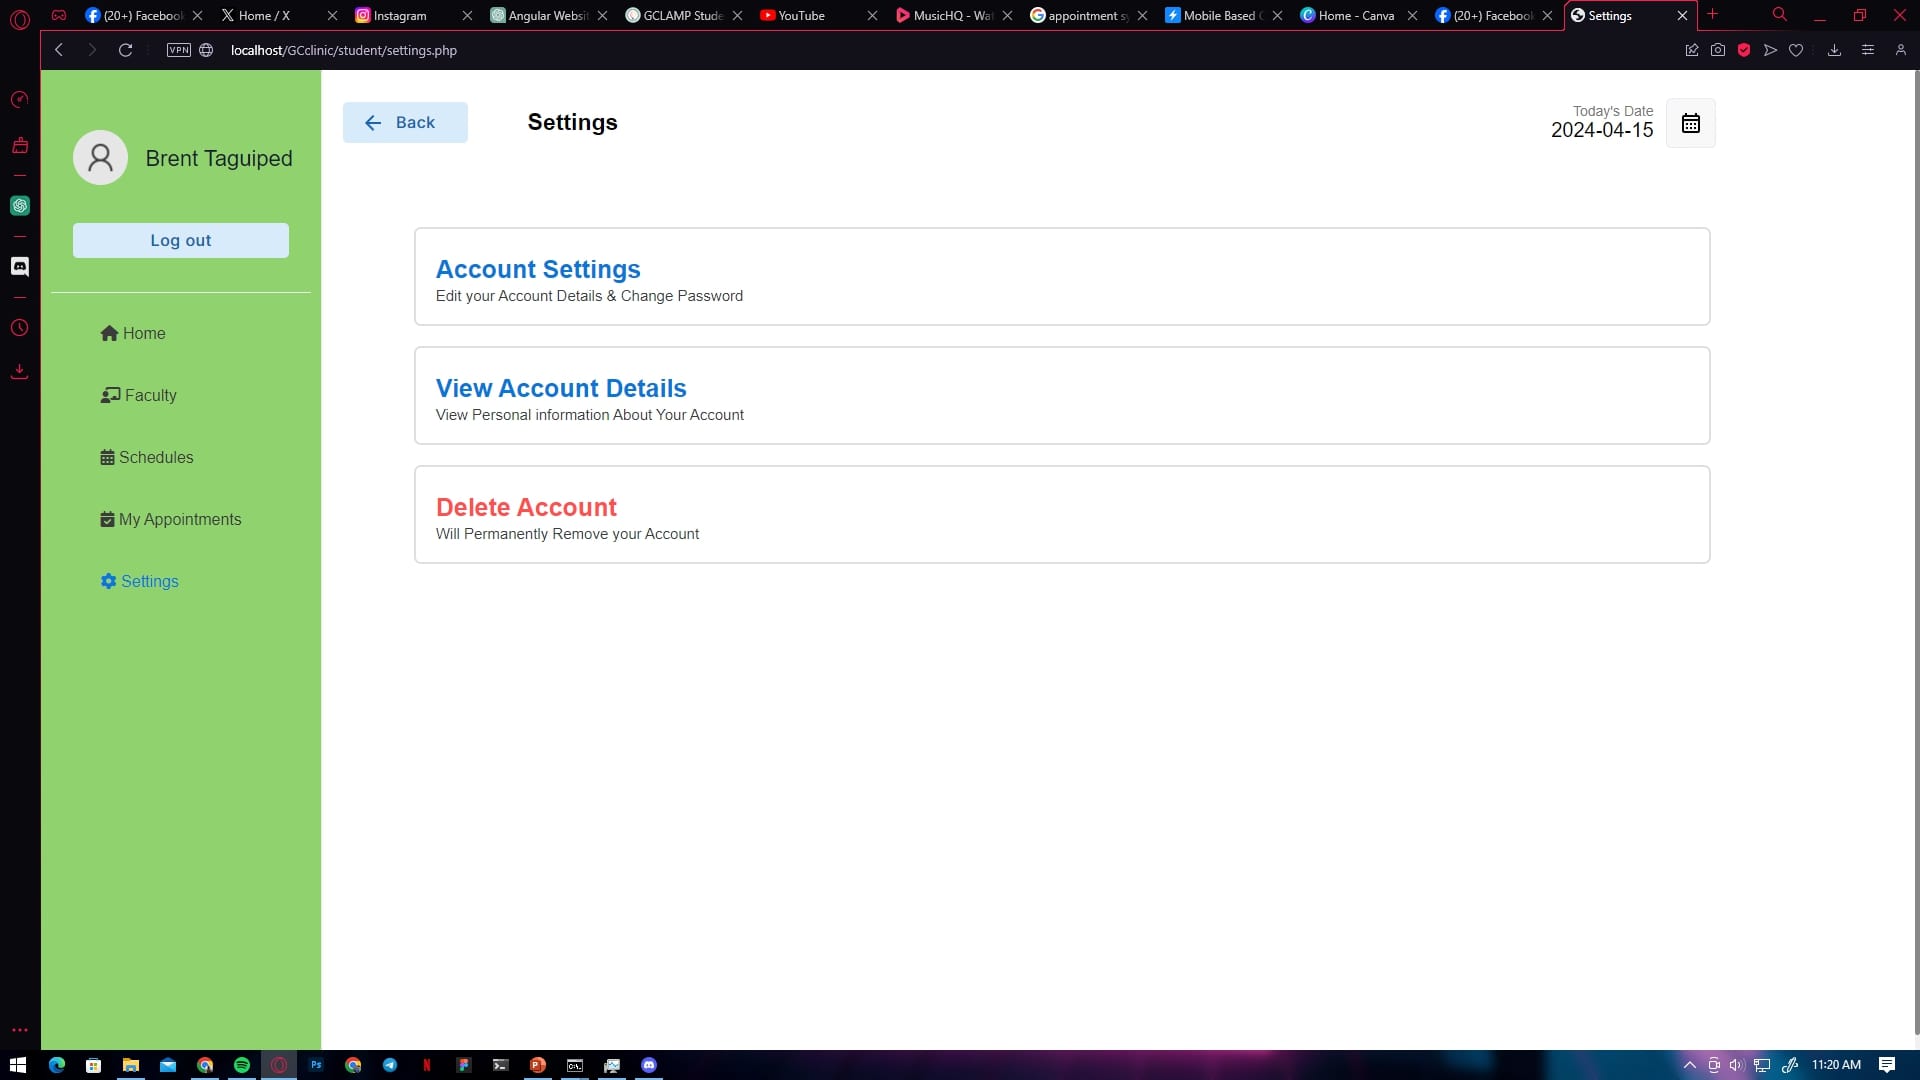 (20+) Facebook
Home / X
Instagram
Angular Websi
GCLAMP Stude
YouTube
MusicHQ - Wat
appointment sy
Mobile Based
Home - Canva
(20+) Facebook
Settings
VPN
localhost/GCclinic/student/settings.php
Brent Taguiped
Log out
Home
Faculty
Schedules
My Appointments
Settings
Back
Settings
Today's Date
2024-04-15
Account Settings
Edit your Account Details & Change Password
View Account Details
View Personal information About Your Account
Delete Account
Will Permanently Remove your Account
Ps
11:20 AM